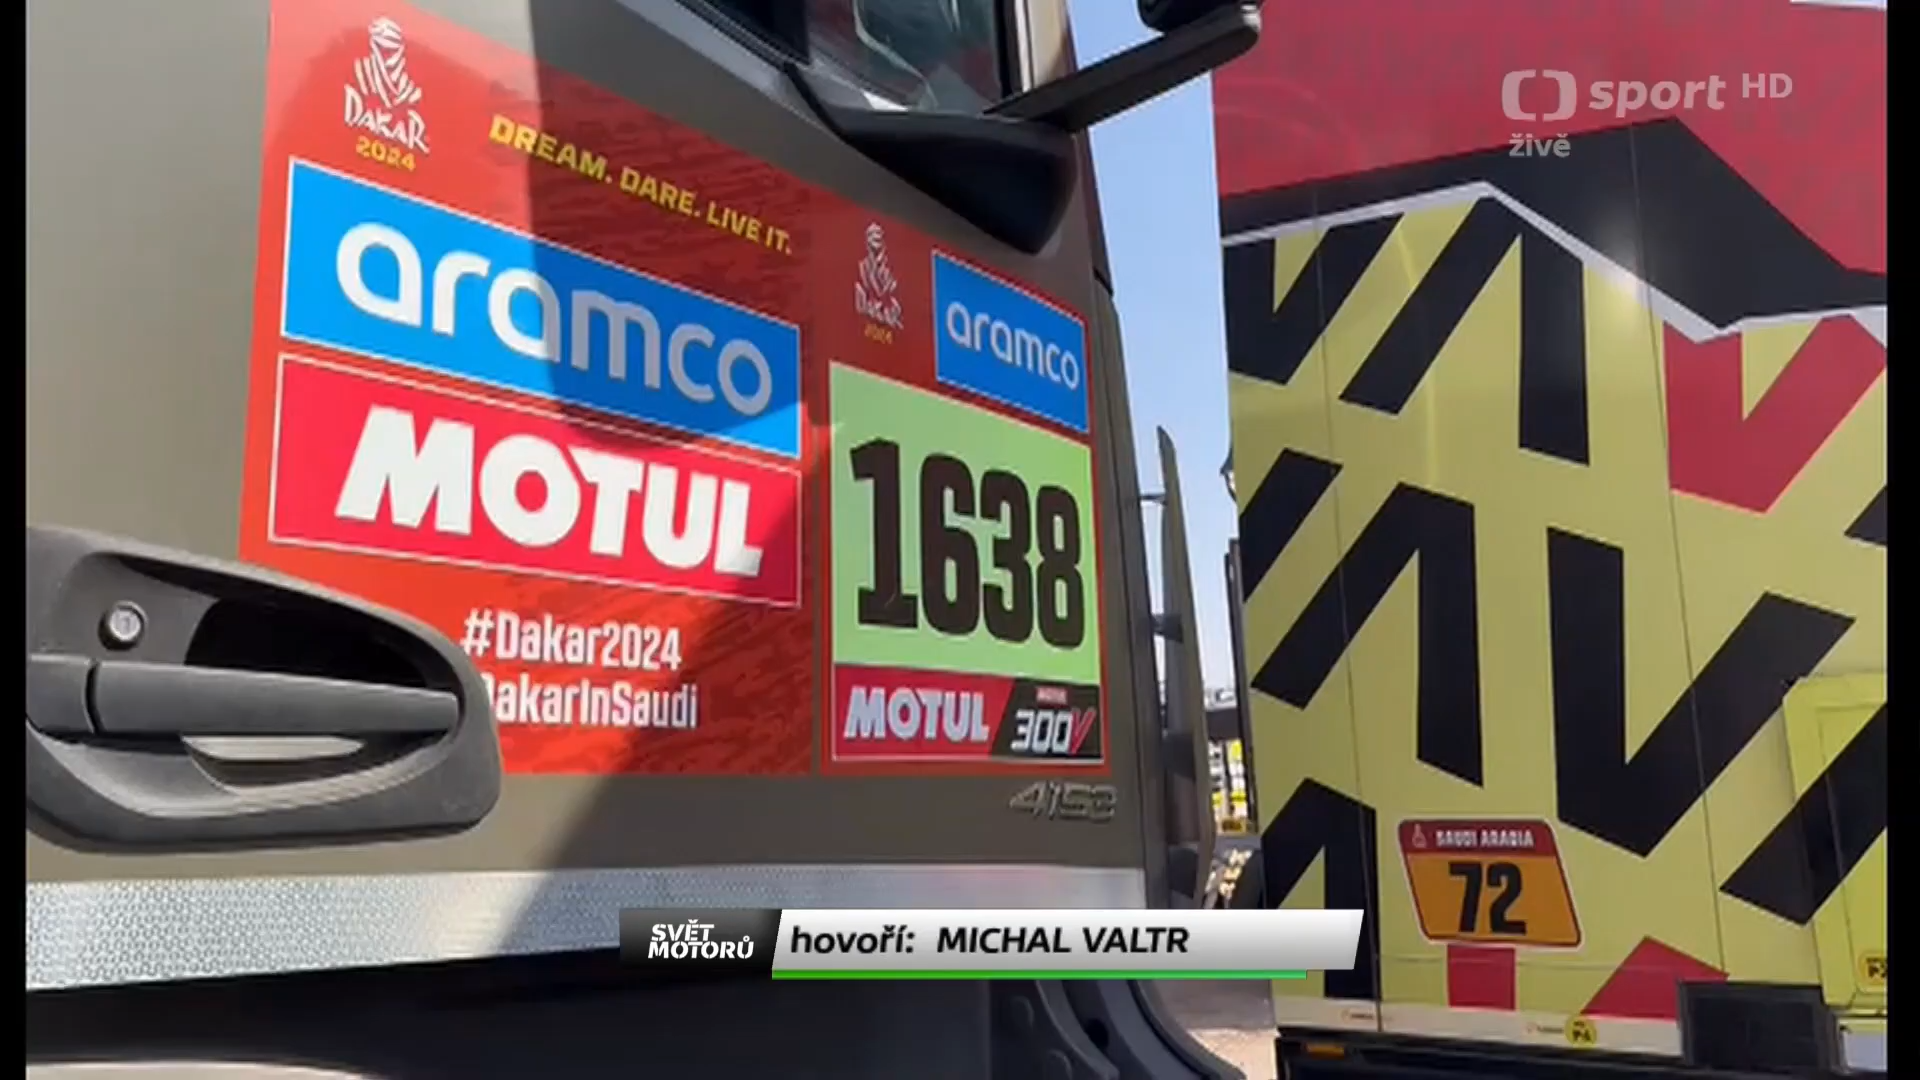 DAKAR
2024
DREAM. DARE. LIVE IT.
aramco
MOTUL
#Dakar2024
DakarInSaudi
DAKAR
2024
aramco
1638
MOTUL
MOTUL
300V
sport HD
živě
SAUDI ARABIA
72
SVĚT
MOTORŮ
hovoří: MICHAL VALTR